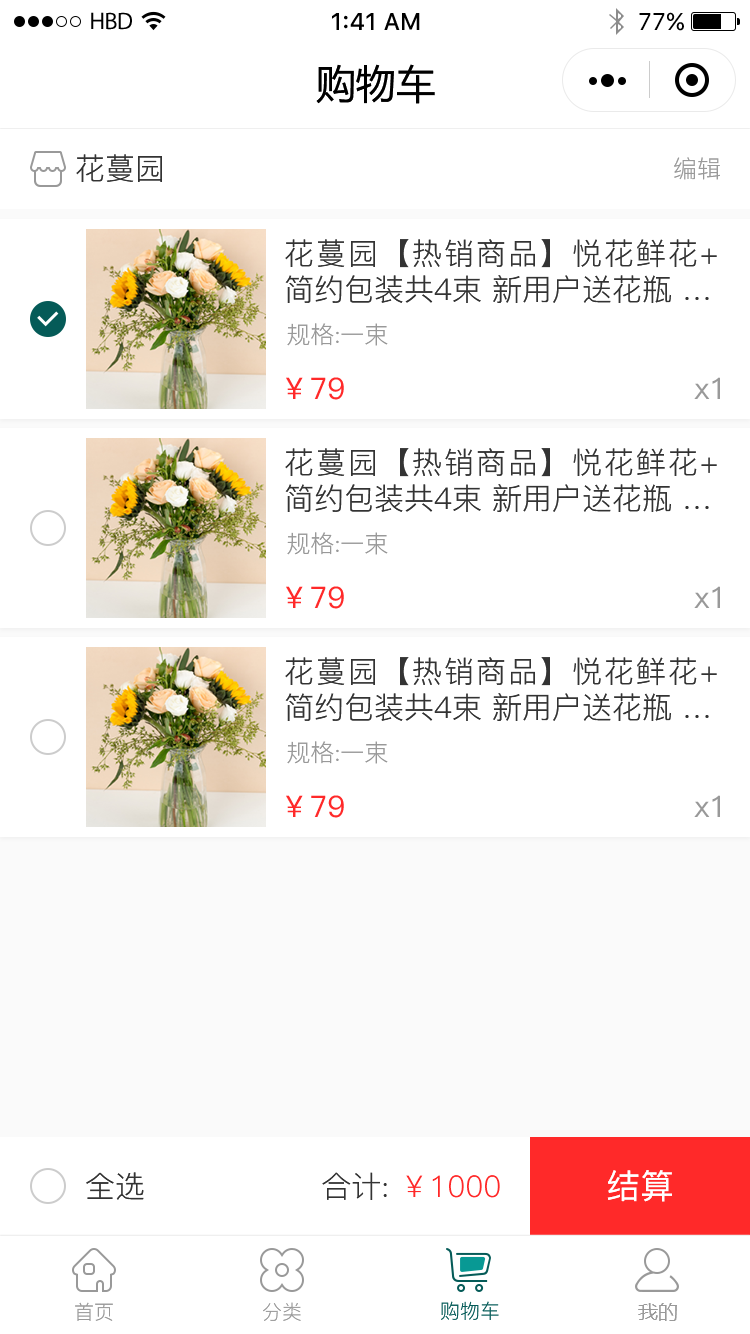 HBD 1:41 AM 77%
购物车
花蔓园 编辑
花蔓园【热销商品】悦花鲜花+
简约包装共4束 新用户送花瓶 ...
规格:一束
¥ 79 x1
花蔓园【热销商品】悦花鲜花+
简约包装共4束 新用户送花瓶 ...
规格:一束
¥ 79 x1
花蔓园【热销商品】悦花鲜花+
简约包装共4束 新用户送花瓶 ...
规格:一束
¥ 79 x1
全选 合计: ¥ 1000 结算
首页 分类 购物车 我的